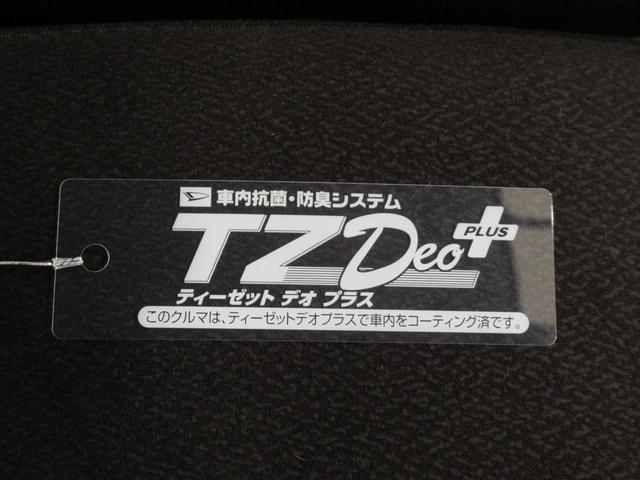 車内抗菌・防臭システム
TZ Deo PLUS
ティーゼット デオ プラス
このクルマは、ティーゼットデオプラスで車内をコーティング済です。